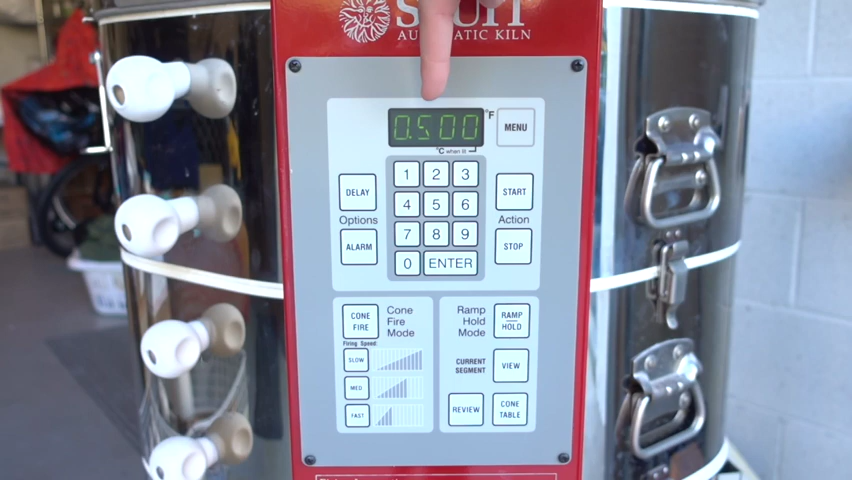 AUTOMATIC KILN
0.500
°F
MENU
°C when lit
1 2 3
4 5 6
7 8 9
0 ENTER
DELAY
Options
ALARM
START
Action
STOP
CONE
FIRE
Cone
Fire
Mode
Firing Speed
SLOW
MED
FAST
Ramp
Hold
Mode
RAMP
HOLD
CURRENT
SEGMENT
VIEW
REVIEW
CONE
TABLE